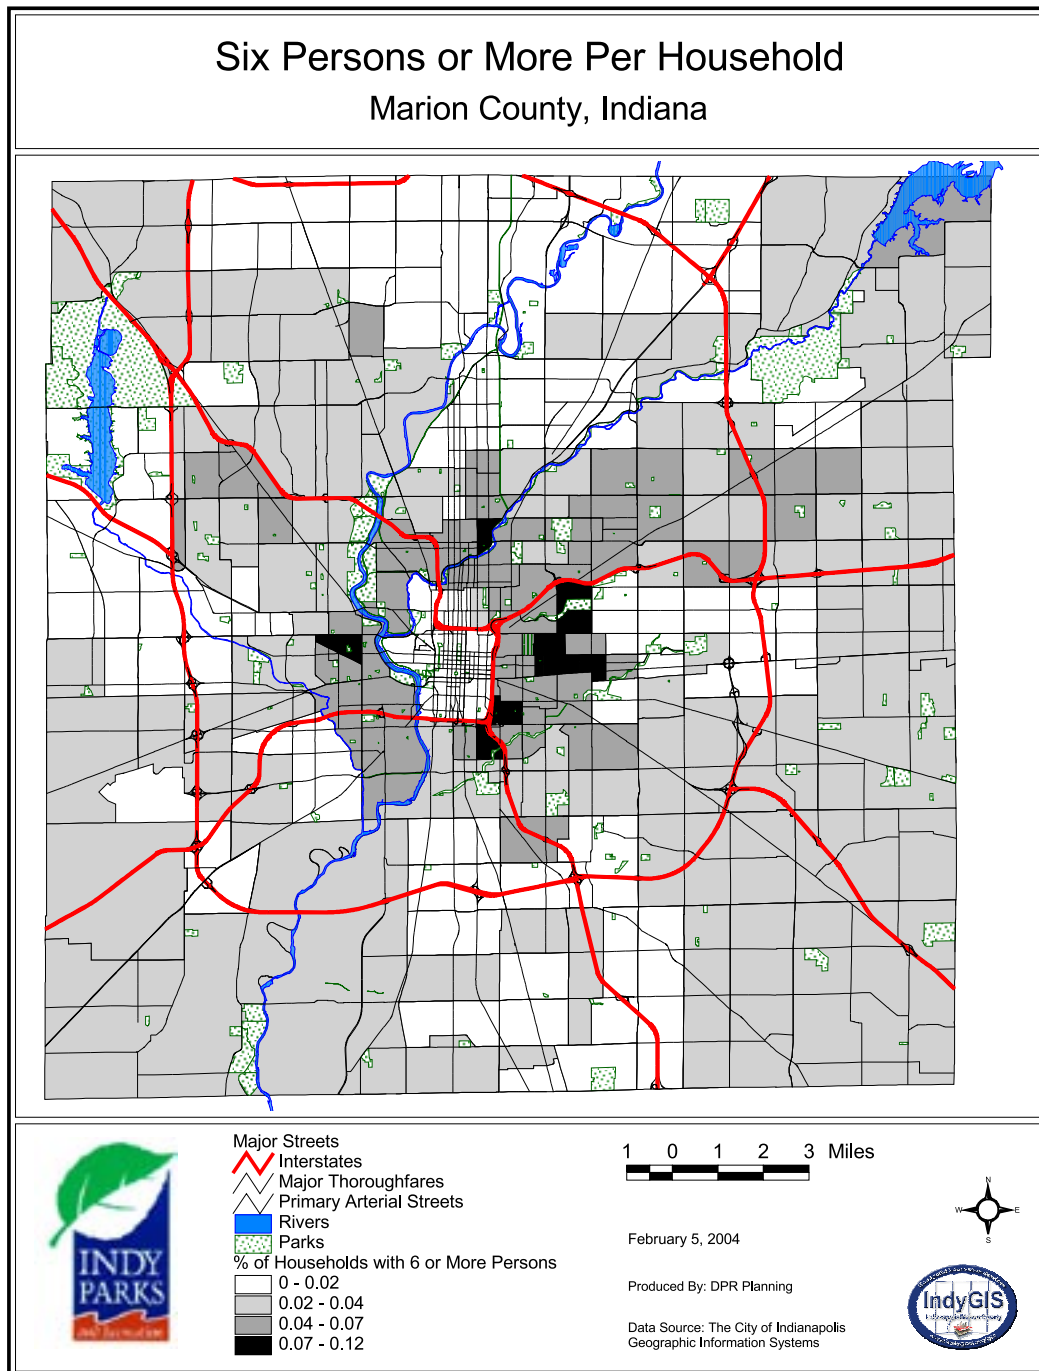 Six Persons or More Per Household
Marion County, Indiana
Major Streets
Interstates
Major Thoroughfares
Primary Arterial Streets
Rivers
Parks
% of Households with 6 or More Persons
0 - 0.02
0.02 - 0.04
0.04 - 0.07
0.07 - 0.12
1 0 1 2 3 Miles
February 5, 2004
Produced By: DPR Planning
Data Source: The City of Indianapolis
Geographic Information Systems
N
W E
S
INDY
PARKS
and recreation
IndyGIS